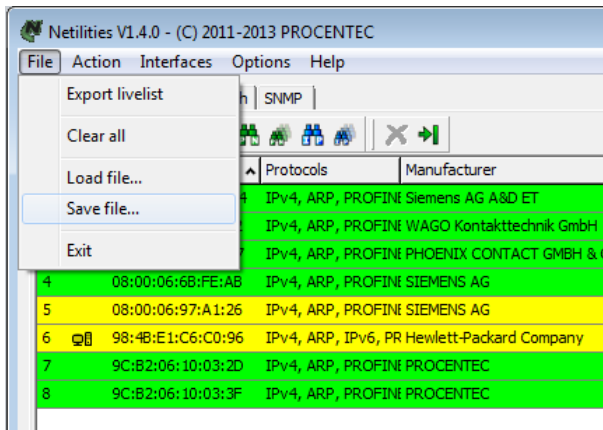 Netilities V1.4.0 - (C) 2011-2013 PROCENTEC
File Action Interfaces Options Help
Export livelist
h SNMP
Clear all
Load file...
Protocols Manufacturer
4 IPv4, ARP, PROFINE Siemens AG A&D ET
Save file...
2 IPv4, ARP, PROFINE WAGO Kontakttechnik GmbH
Exit
7 IPv4, ARP, PROFINE PHOENIX CONTACT GMBH &
4 08:00:06:6B:FE:AB IPv4, ARP, PROFINE SIEMENS AG
5 08:00:06:97:A1:26 IPv4, ARP, PROFINE SIEMENS AG
6 98:4B:E1:C6:C0:96 IPv4, ARP, IPv6, PR Hewlett-Packard Company
7 9C:B2:06:10:03:2D IPv4, ARP, PROFINE PROCENTEC
8 9C:B2:06:10:03:3F IPv4, ARP, PROFINE PROCENTEC